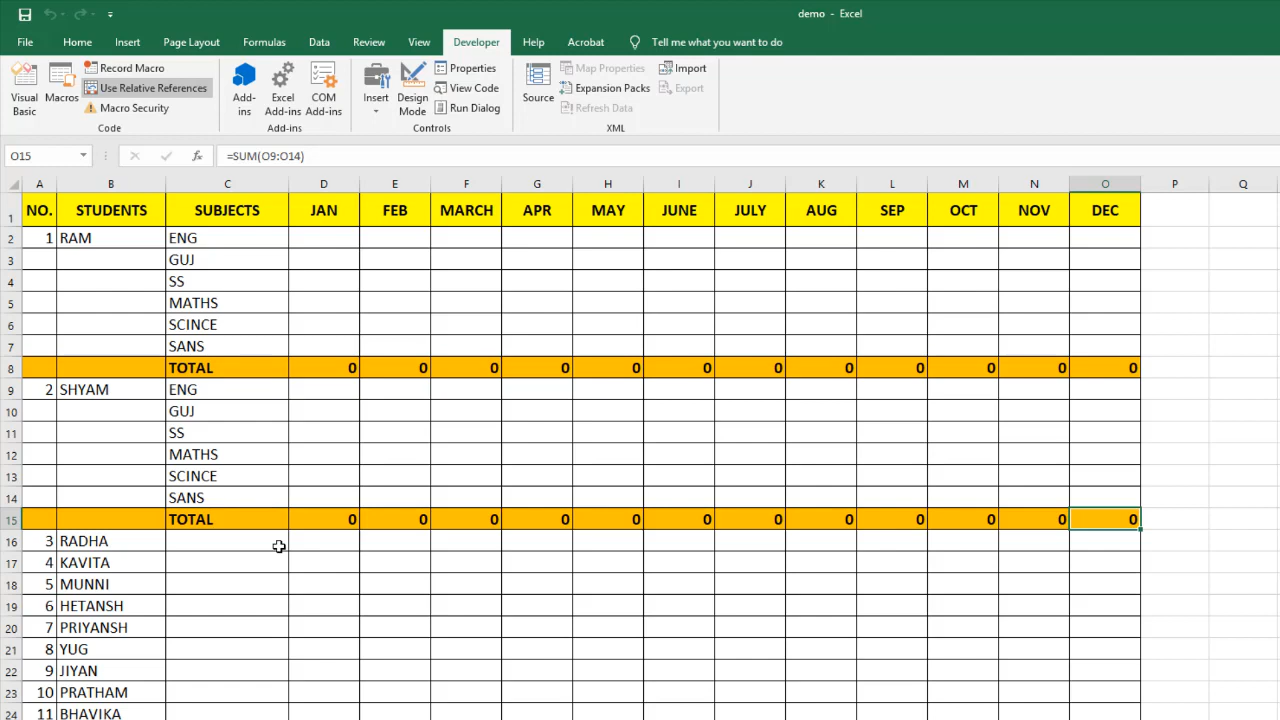 demo - Excel
File Home Insert Page Layout Formulas Data Review View Developer Help Acrobat Tell me what you want to do
Visual Basic
Macros
Record Macro
Use Relative References
Macro Security
Code
Add-ins
Excel Add-ins
COM Add-ins
Add-ins
Insert
Design Mode
Properties
View Code
Run Dialog
Controls
Source
Map Properties
Expansion Packs
Refresh Data
Import
Export
XML
O15 fx =SUM(O9:O14)
A B C D E F G H I J K L M N O P Q
1 NO. STUDENTS SUBJECTS JAN FEB MARCH APR MAY JUNE JULY AUG SEP OCT NOV DEC
2 1 RAM ENG
3 GUJ
4 SS
5 MATHS
6 SCINCE
7 SANS
8 TOTAL 0 0 0 0 0 0 0 0 0 0 0 0
9 2 SHYAM ENG
10 GUJ
11 SS
12 MATHS
13 SCINCE
14 SANS
15 TOTAL 0 0 0 0 0 0 0 0 0 0 0 0
16 3 RADHA
17 4 KAVITA
18 5 MUNNI
19 6 HETANSH
20 7 PRIYANSH
21 8 YUG
22 9 JIYAN
23 10 PRATHAM
24 11 BHAVIKA